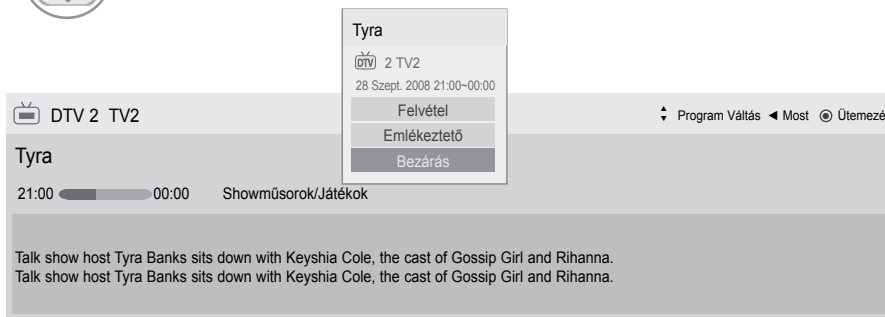 Tyra
DTV 2 TV2
28 Szept. 2008 21:00~00:00
Felvétel
Emlékeztető
Bezárás
DTV 2 TV2
Program Váltás ◄ Most ◉ Ütemezé
Tyra
21:00 00:00 Showműsorok/Játékok
Talk show host Tyra Banks sits down with Keyshia Cole, the cast of Gossip Girl and Rihanna.
Talk show host Tyra Banks sits down with Keyshia Cole, the cast of Gossip Girl and Rihanna.